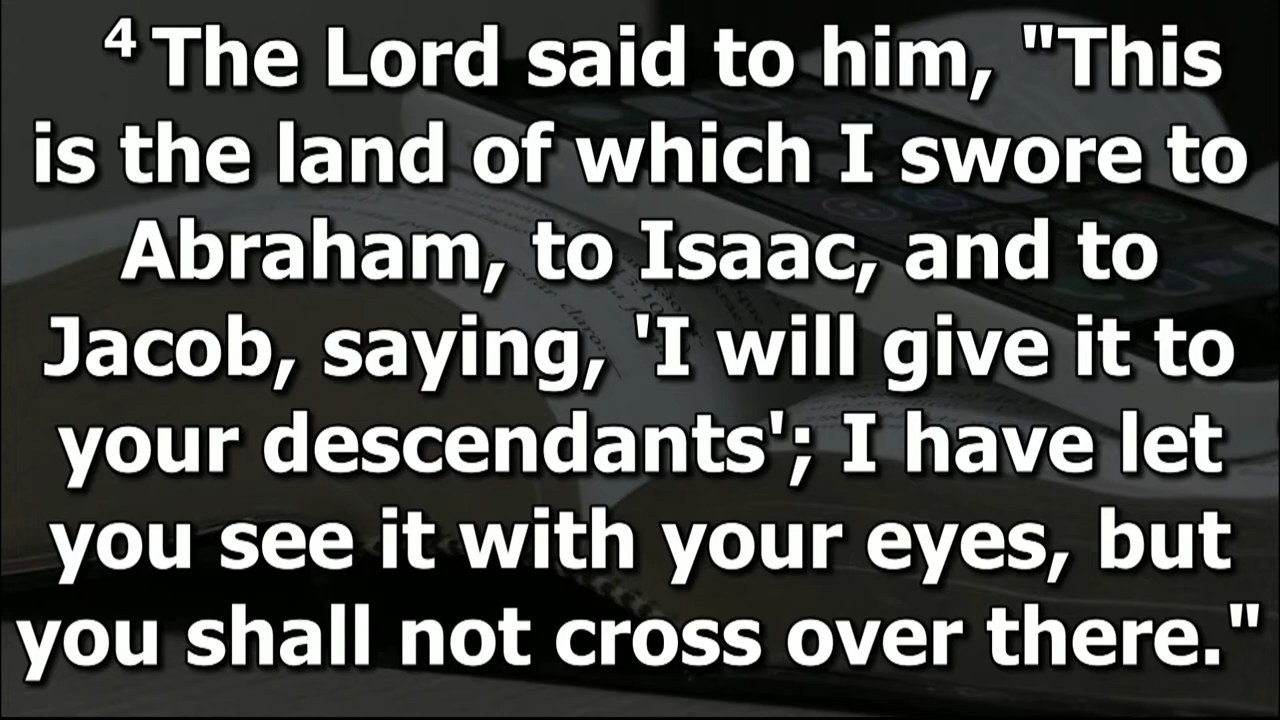 4 The Lord said to him, "This
is the land of which I swore to
Abraham, to Isaac, and to
Jacob, saying, 'I will give it to
your descendants'; I have let
you see it with your eyes, but
you shall not cross over there."